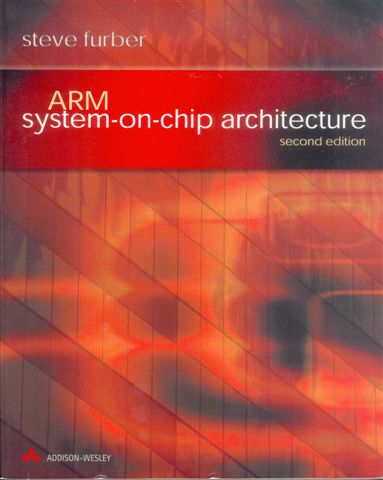 steve furber
ARM
system-on-chip architecture
second edition
ADDISON-WESLEY